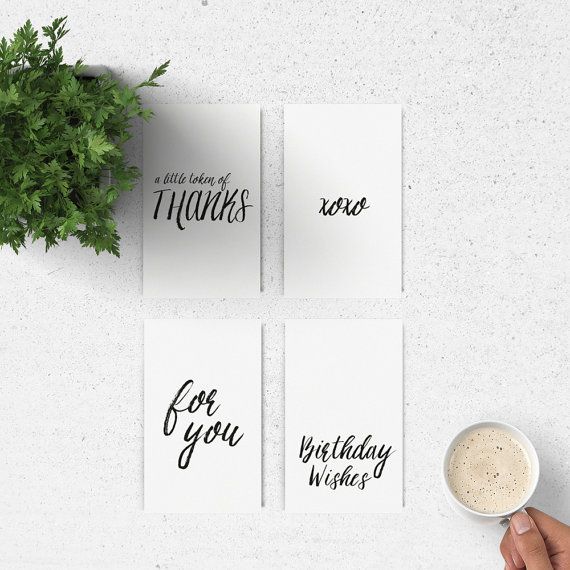 a little token of
THANKS
xoxo
for
you
Birthday
Wishes